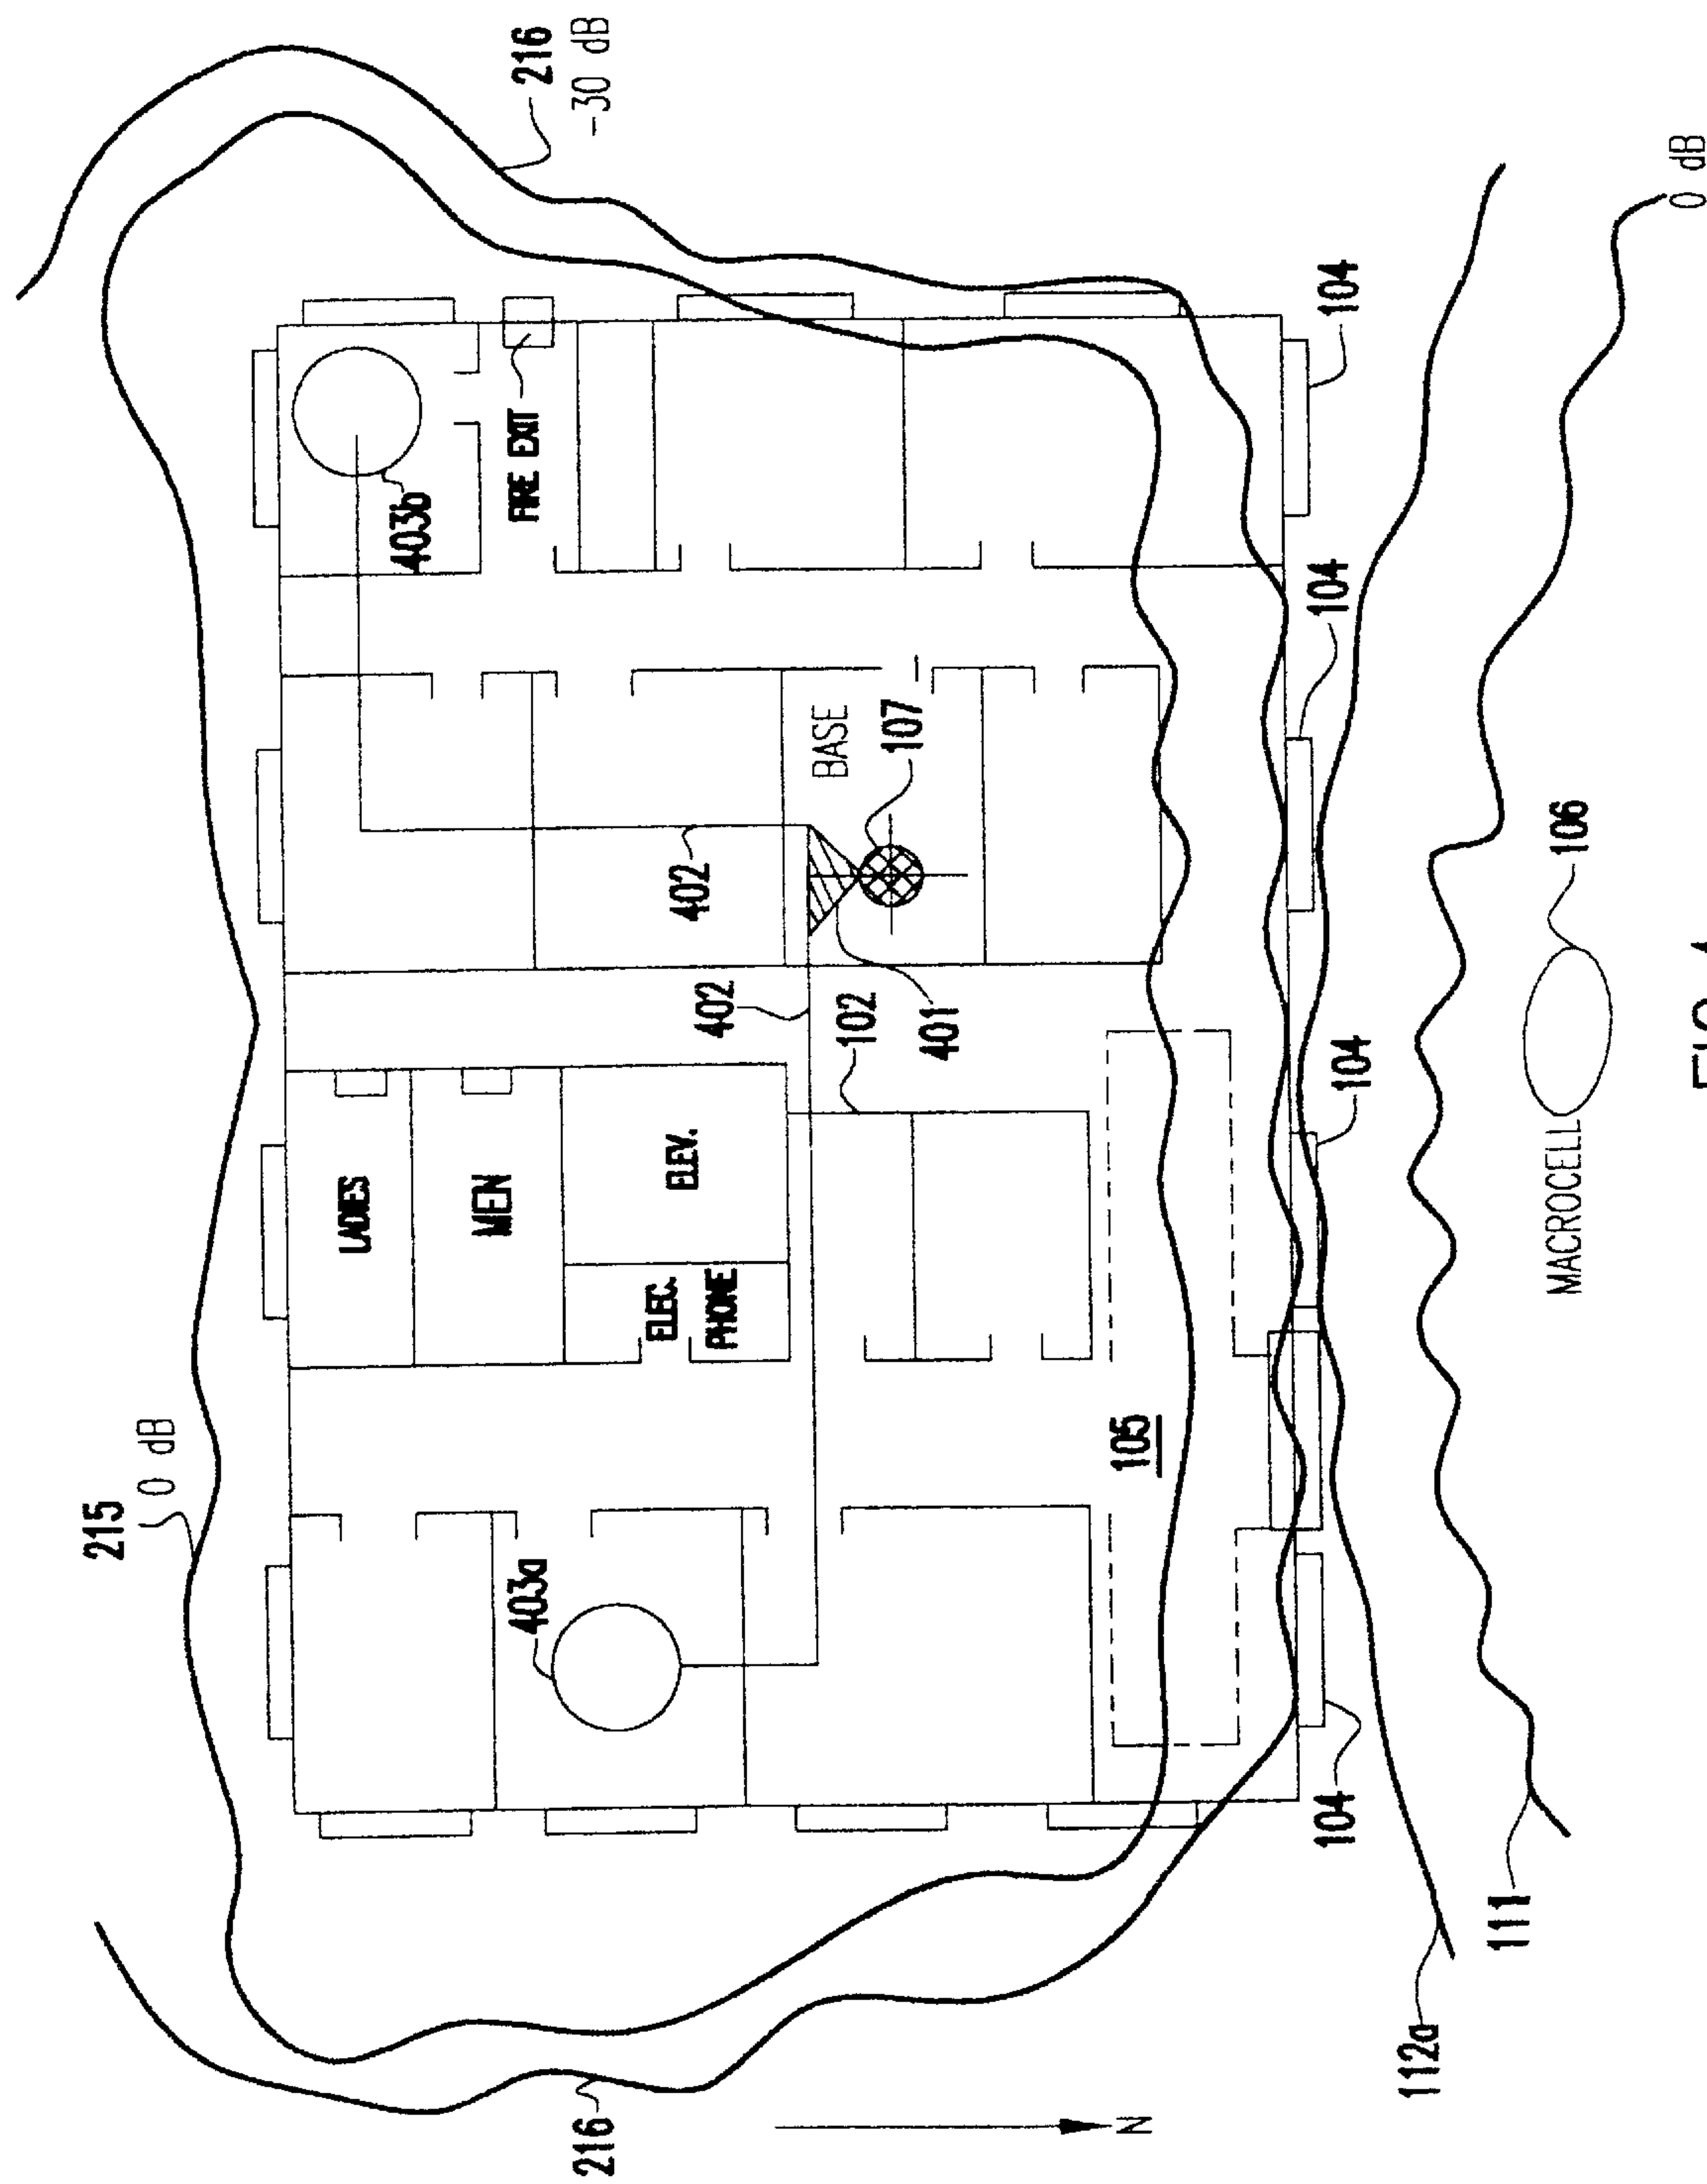 215
0 dB
LADIES
403b
MEN
403a
FIRE EXIT
216
216
-30 dB
ELEC.
PHONE
ELEV.
402
402
BASE
102
107
401
105
N
104
104
104
104
112a
111
MACROCELL
106
0 dB